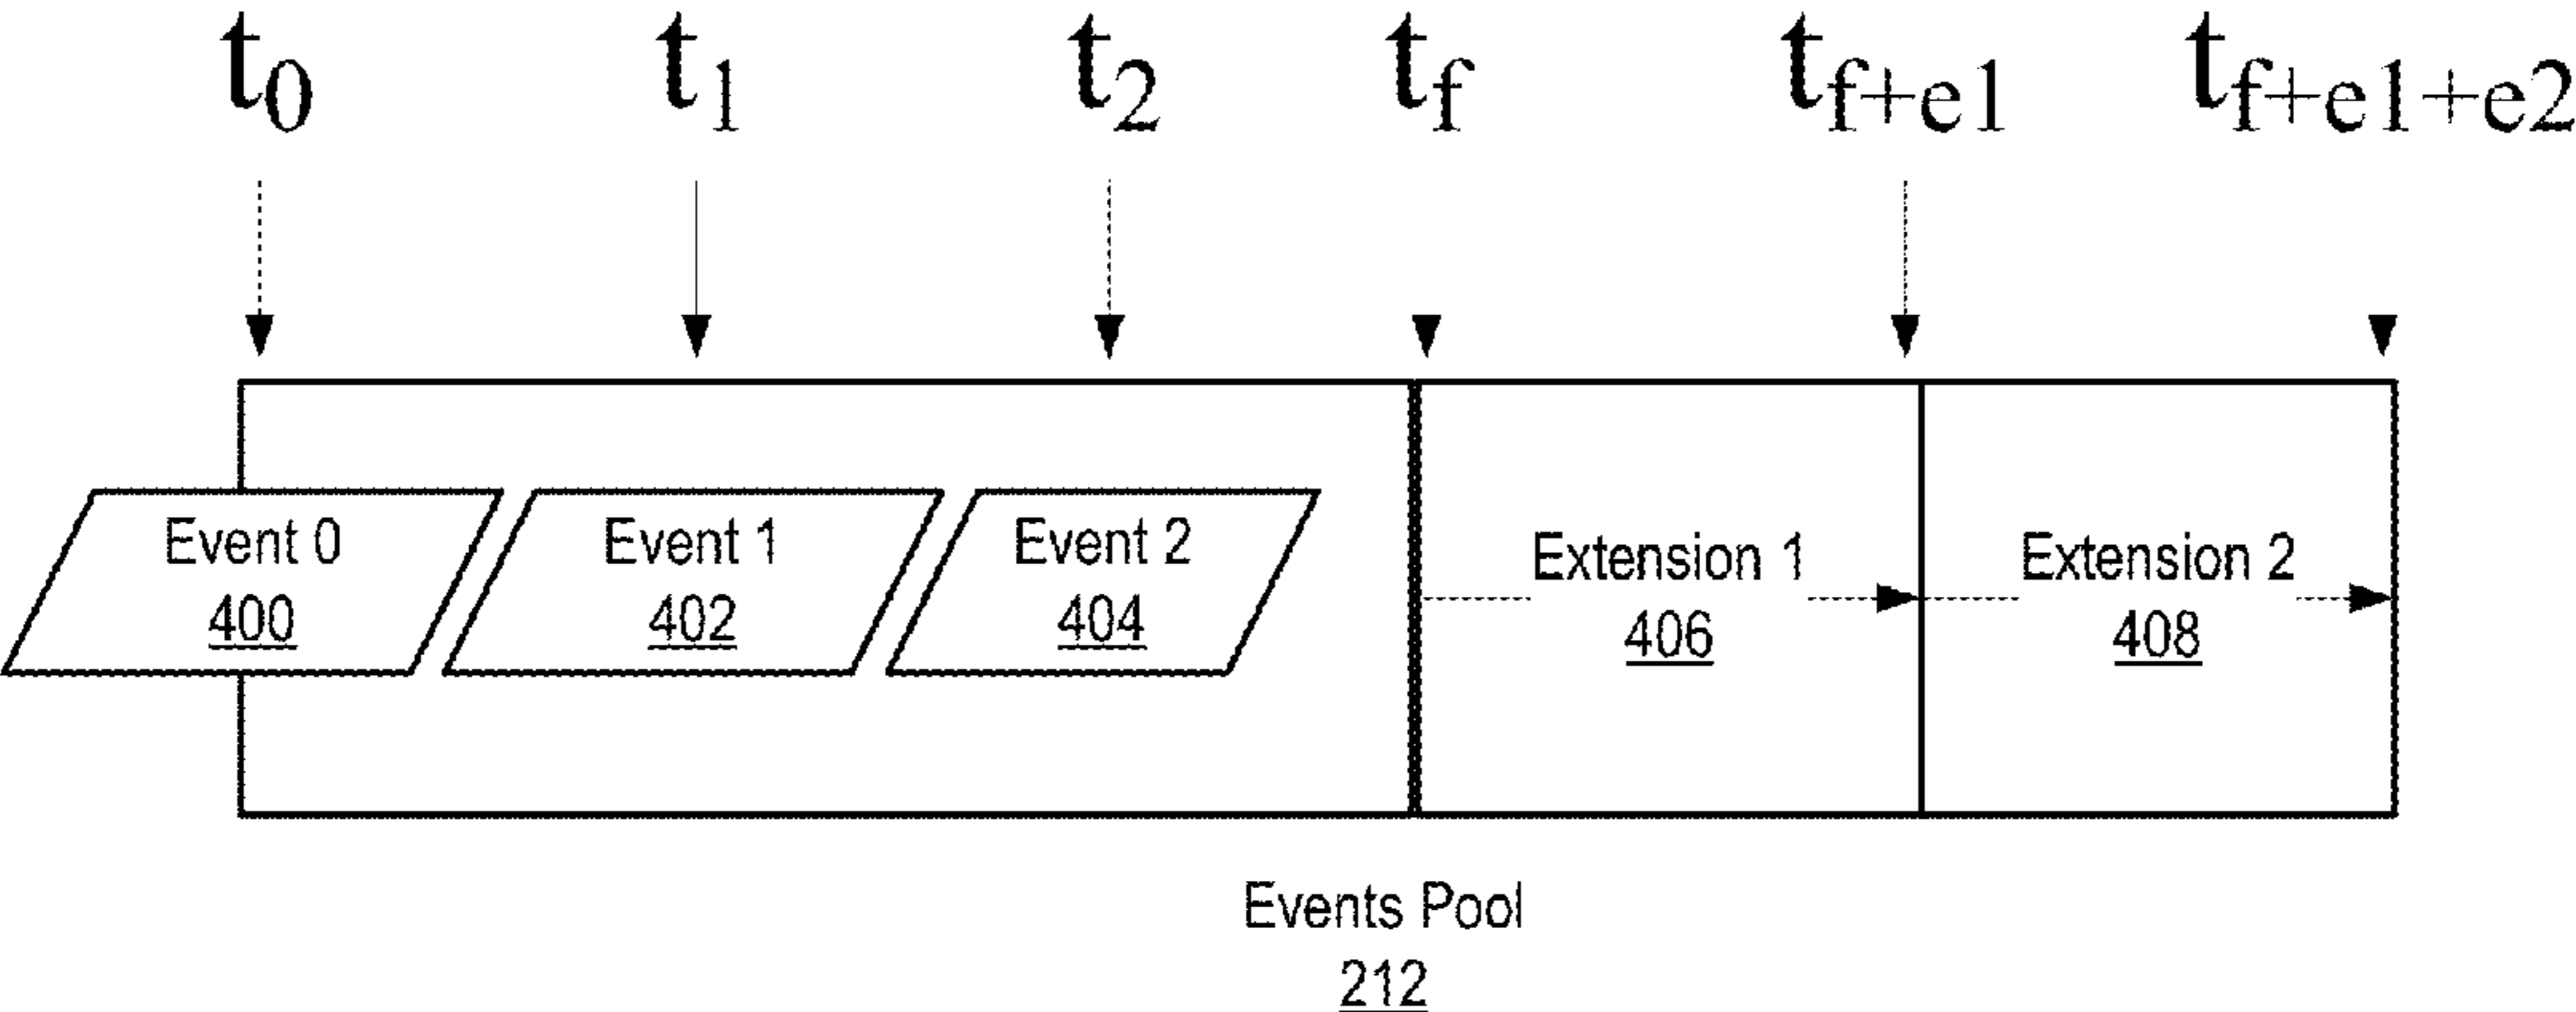 t0 t1 t2 tf tf+e1 tf+e1+e2
Event 0 Event 1 Event 2 Extension 1 Extension 2
400 402 404 406 408
Events Pool
212